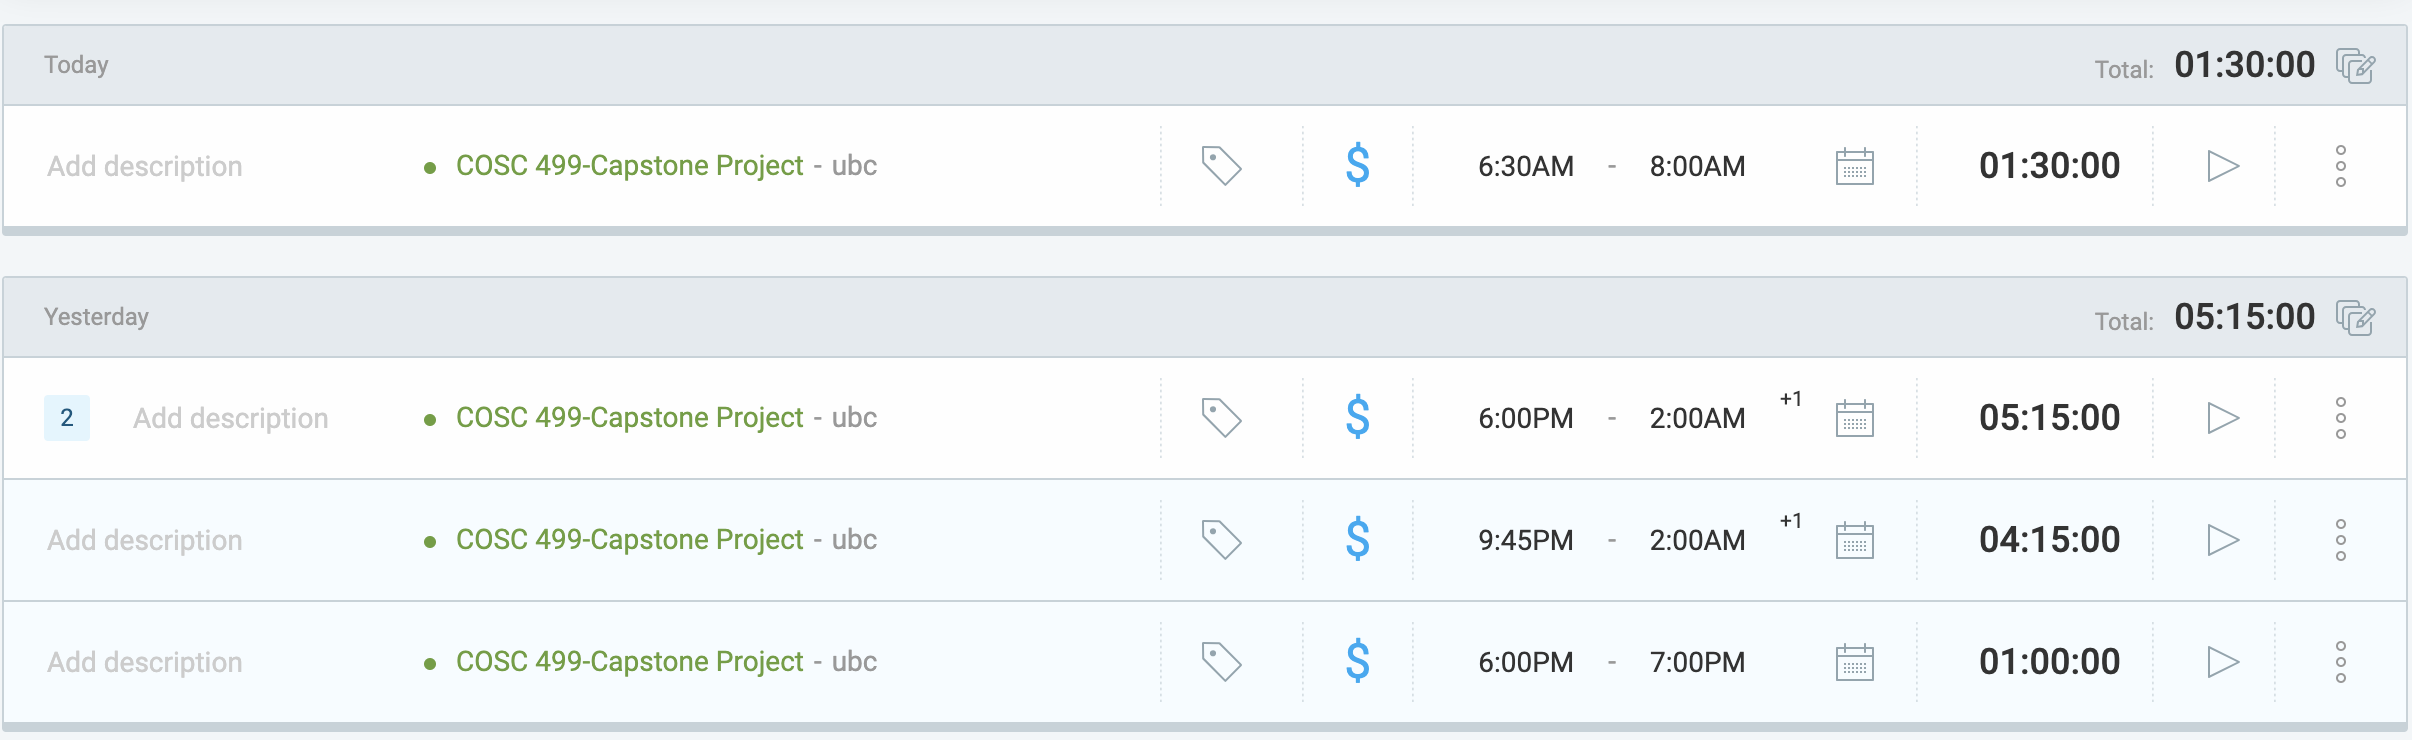 Today Total: 01:30:00
Add description COSC 499-Capstone Project - ubc $ 6:30AM - 8:00AM 01:30:00
Yesterday Total: 05:15:00
2 Add description COSC 499-Capstone Project - ubc $ 6:00PM - 2:00AM +1 05:15:00
Add description COSC 499-Capstone Project - ubc $ 9:45PM - 2:00AM +1 04:15:00
Add description COSC 499-Capstone Project - ubc $ 6:00PM - 7:00PM 01:00:00